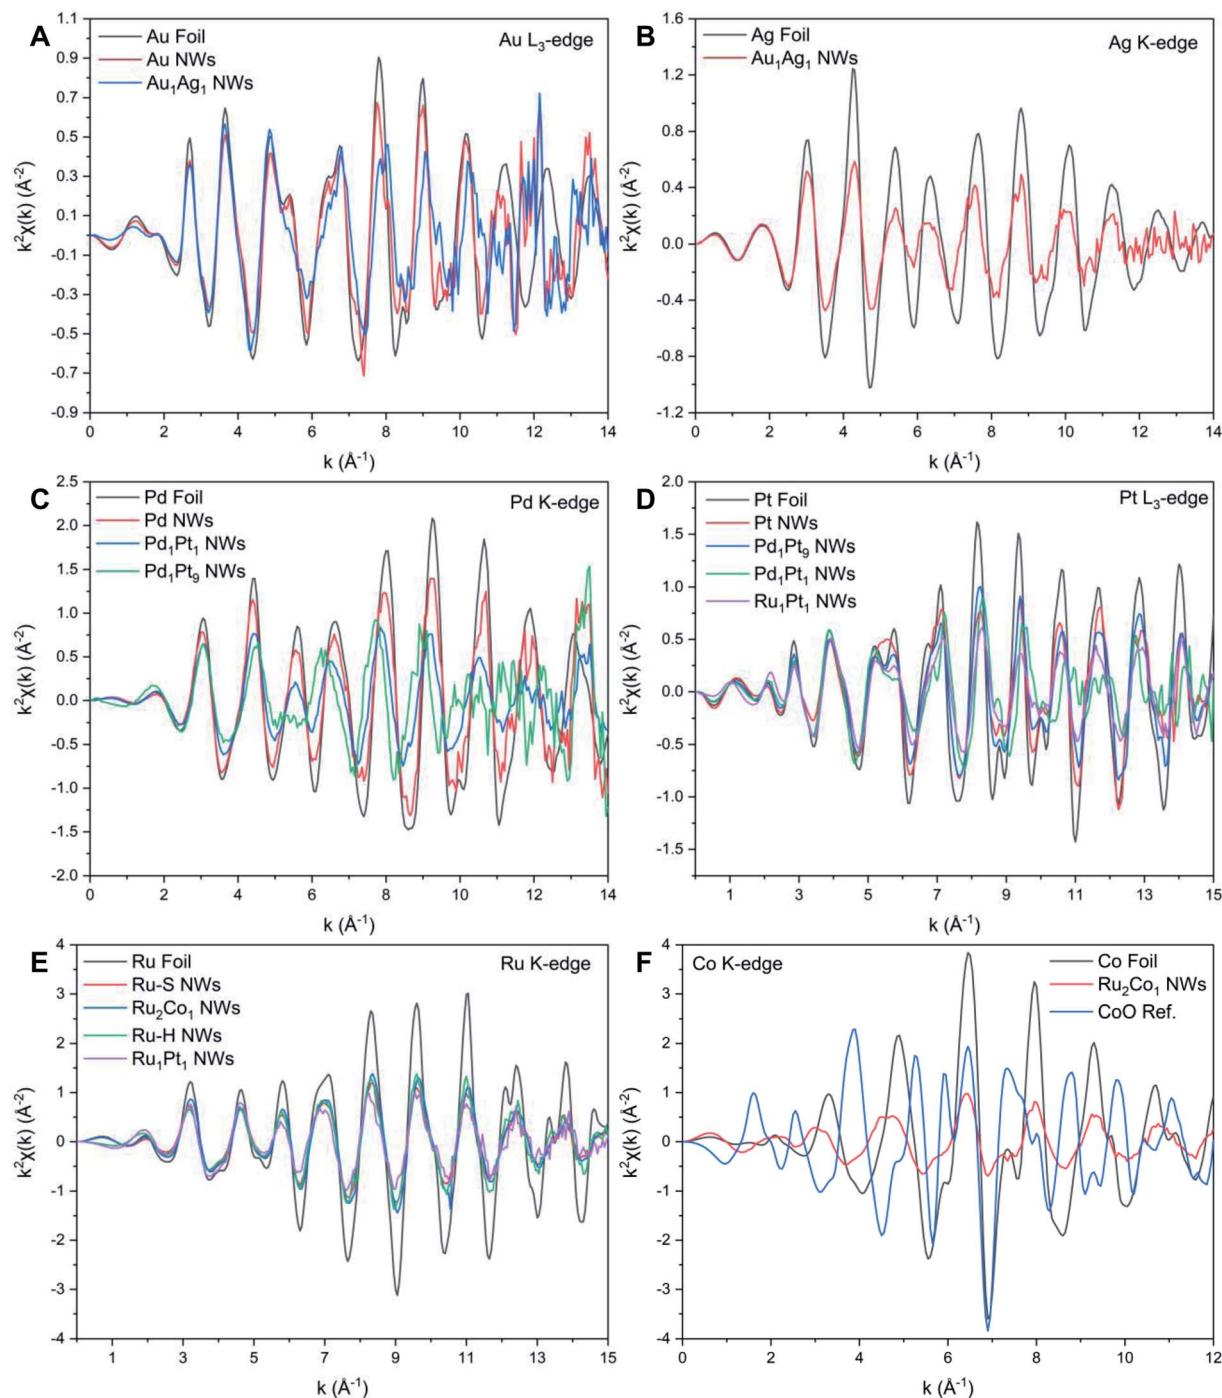 A
Au L₃-edge
Au Foil
Au NWs
Au₁Ag₁ NWs
1.1
0.9
0.7
0.5
0.3
0.1
-0.1
-0.3
-0.5
-0.7
-0.9
0 2 4 6 8 10 12 14
k²χ(k) (Å⁻²)
k (Å⁻¹)
B
Ag K-edge
Ag Foil
Au₁Ag₁ NWs
1.6
1.2
0.8
0.4
0.0
-0.4
-0.8
-1.2
0 2 4 6 8 10 12 14
k²χ(k) (Å⁻²)
k (Å⁻¹)
C
Pd K-edge
Pd Foil
Pd NWs
Pd₁Pt₁ NWs
Pd₁Pt₉ NWs
2.5
2.0
1.5
1.0
0.5
0.0
-0.5
-1.0
-1.5
-2.0
0 2 4 6 8 10 12 14
k²χ(k) (Å⁻²)
k (Å⁻¹)
D
Pt L₃-edge
Pt Foil
Pt NWs
Pd₁Pt₉ NWs
Pd₁Pt₁ NWs
Ru₁Pt₁ NWs
2.0
1.5
1.0
0.5
0.0
-0.5
-1.0
-1.5
1 3 5 7 9 11 13 15
k²χ(k) (Å⁻²)
k (Å⁻¹)
E
Ru K-edge
Ru Foil
Ru-S NWs
Ru₂Co₁ NWs
Ru-H NWs
Ru₁Pt₁ NWs
4
3
2
1
0
-1
-2
-3
-4
1 3 5 7 9 11 13 15
k²χ(k) (Å⁻²)
k (Å⁻¹)
F
Co K-edge
Co Foil
Ru₂Co₁ NWs
CoO Ref.
4
3
2
1
0
-1
-2
-3
-4
0 2 4 6 8 10 12
k²χ(k) (Å⁻²)
k (Å⁻¹)